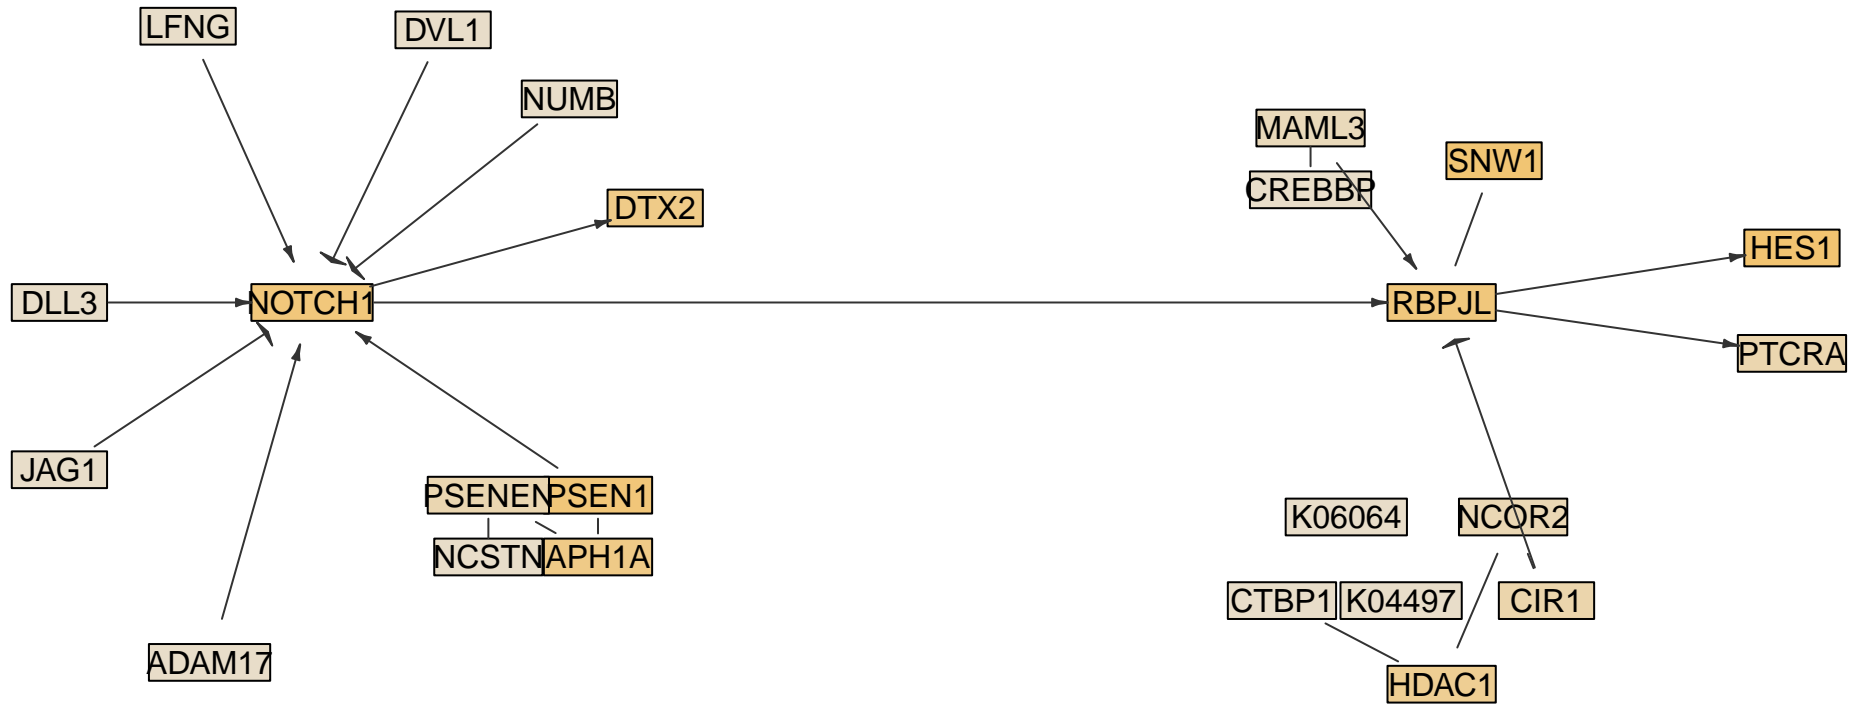 LFNG
DVL1
NUMB
MAML3
SNW1
CREBBP
DTX2
HES1
DLL3
NOTCH1
RBPJL
PTCRA
JAG1
PSENEN
PSEN1
K06064
NCOR2
NCSTN
APH1A
CTBP1
K04497
CIR1
ADAM17
HDAC1